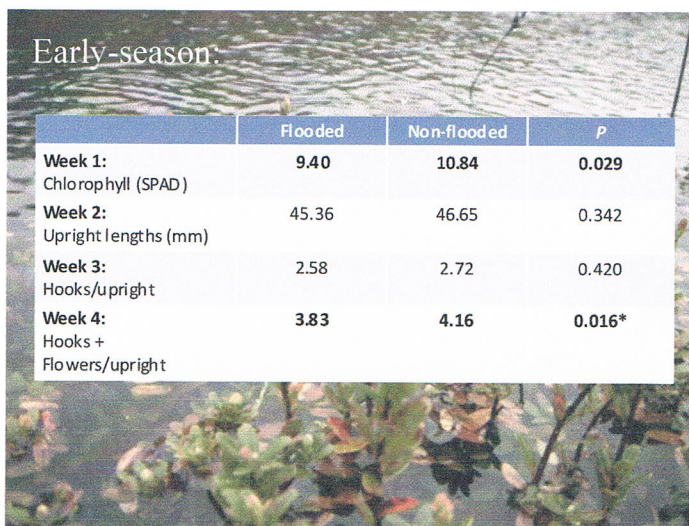 Early-season:
Flooded Non-flooded P
Week 1: 9.40 10.84 0.029
Chlorophyll (SPAD)
Week 2: 45.36 46.65 0.342
Upright lengths (mm)
Week 3: 2.58 2.72 0.420
Hooks/upright
Week 4: 3.83 4.16 0.016*
Hooks +
Flowers/upright